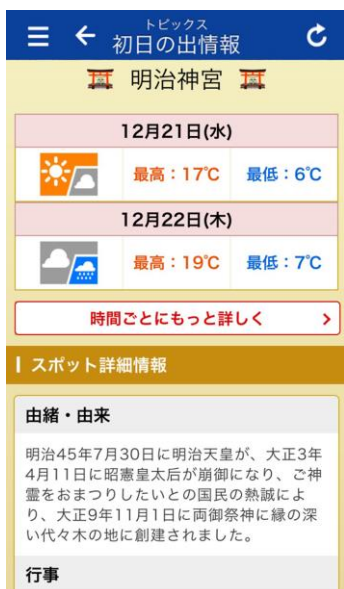 トピックス
初日の出情報
明治神宮
12月21日(水)
最高：17℃ 最低：6℃
12月22日(木)
最高：19℃ 最低：7℃
時間ごとにもっと詳しく
スポット詳細情報
由緒・由来
明治45年7月30日に明治天皇が、大正3年
4月11日に昭憲皇太后が崩御になり、ご神
霊をおまつりしたいとの国民の熱誠によ
り、大正9年11月1日に両御祭神に縁の深
い代々木の地に創建されました。
行事